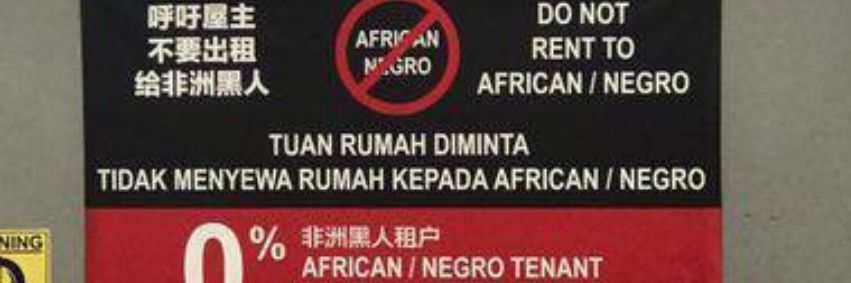 呼吁屋主
不要出租
给非洲黑人
AFRICAN
NEGRO
DO NOT
RENT TO
AFRICAN / NEGRO
TUAN RUMAH DIMINTA
TIDAK MENYEWA RUMAH KEPADA AFRICAN / NEGRO
0%
非洲黑人租户
AFRICAN / NEGRO TENANT
NING